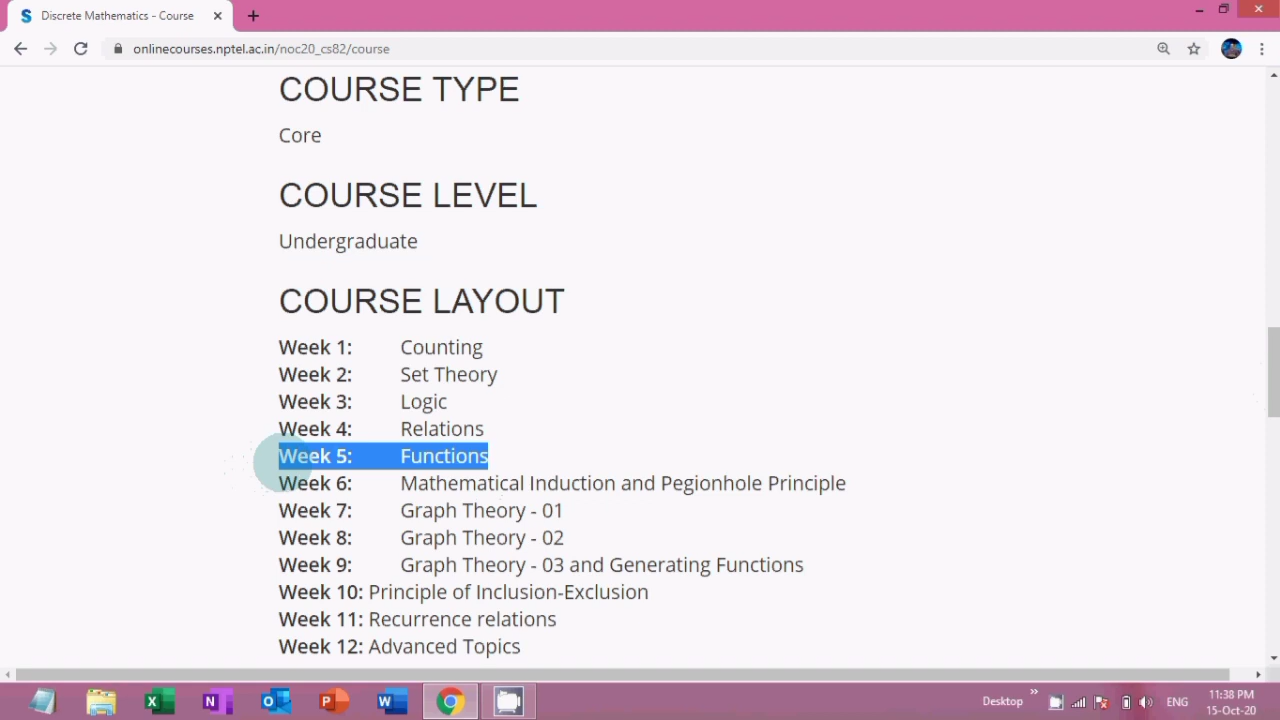 Discrete Mathematics - Course
onlinecourses.nptel.ac.in/noc20_cs82/course
COURSE TYPE
Core
COURSE LEVEL
Undergraduate
COURSE LAYOUT
Week 1: Counting
Week 2: Set Theory
Week 3: Logic
Week 4: Relations
Week 5: Functions
Week 6: Mathematical Induction and Pegionhole Principle
Week 7: Graph Theory - 01
Week 8: Graph Theory - 02
Week 9: Graph Theory - 03 and Generating Functions
Week 10: Principle of Inclusion-Exclusion
Week 11: Recurrence relations
Week 12: Advanced Topics
Desktop
ENG
11:38 PM
15-Oct-20